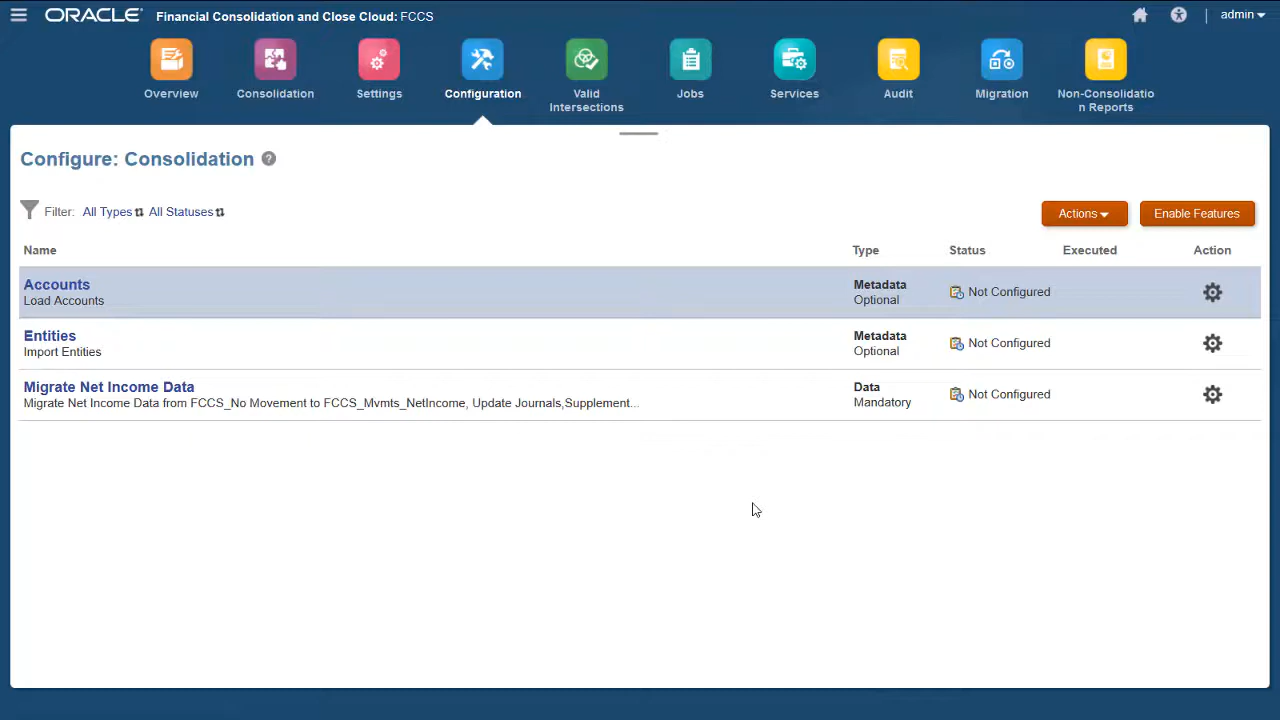 ORACLE Financial Consolidation and Close Cloud: FCCS
admin
Overview
Consolidation
Settings
Configuration
Valid
Intersections
Jobs
Services
Audit
Migration
Non-Consolidatio
n Reports
Configure: Consolidation ?
Filter: All Types All Statuses
Actions
Enable Features
Name Type Status Executed Action
Accounts
Load Accounts
Metadata
Optional
Not Configured
Entities
Import Entities
Metadata
Optional
Not Configured
Migrate Net Income Data
Migrate Net Income Data from FCCS_No Movement to FCCS_Mvmts_NetIncome, Update Journals,Supplement...
Data
Mandatory
Not Configured